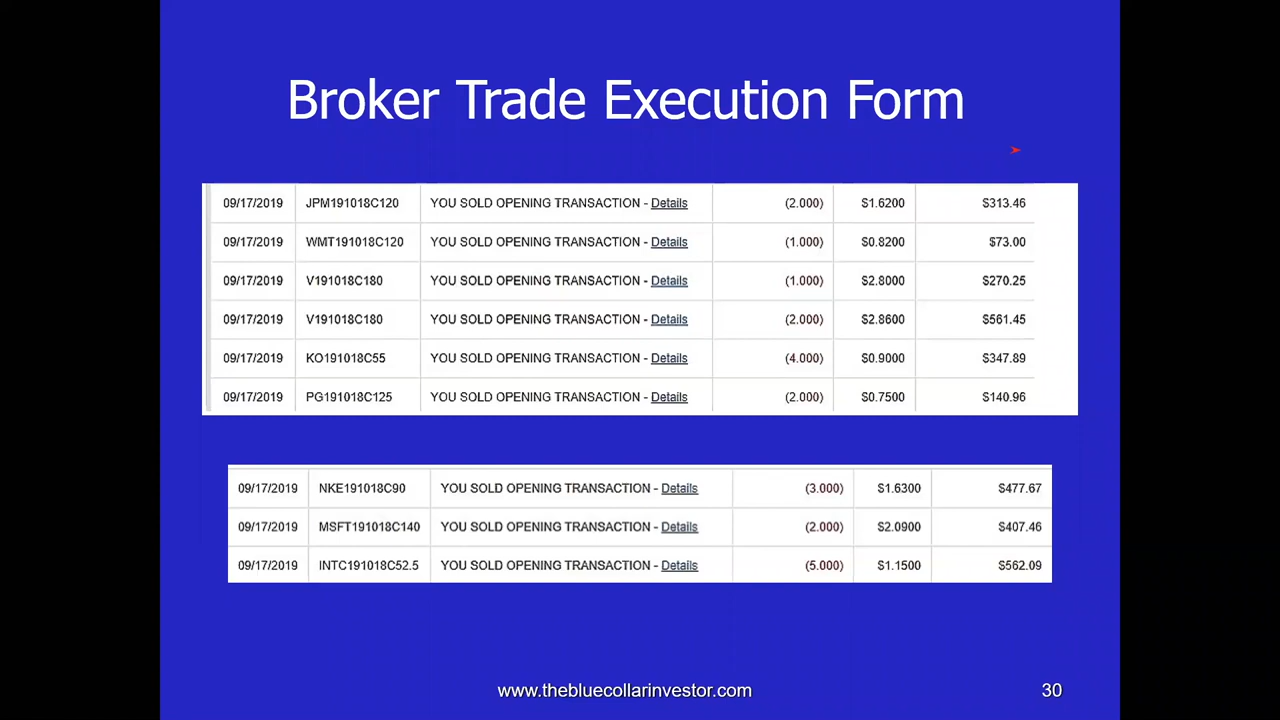 Broker Trade Execution Form
09/17/2019 JPM191018C120 YOU SOLD OPENING TRANSACTION - Details (2.000) $1.6200 $313.46
09/17/2019 WMT191018C120 YOU SOLD OPENING TRANSACTION - Details (1.000) $0.8200 $73.00
09/17/2019 V191018C180 YOU SOLD OPENING TRANSACTION - Details (1.000) $2.8000 $270.25
09/17/2019 V191018C180 YOU SOLD OPENING TRANSACTION - Details (2.000) $2.8600 $561.45
09/17/2019 KO191018C55 YOU SOLD OPENING TRANSACTION - Details (4.000) $0.9000 $347.89
09/17/2019 PG191018C125 YOU SOLD OPENING TRANSACTION - Details (2.000) $0.7500 $140.96
09/17/2019 NKE191018C90 YOU SOLD OPENING TRANSACTION - Details (3.000) $1.6300 $477.67
09/17/2019 MSFT191018C140 YOU SOLD OPENING TRANSACTION - Details (2.000) $2.0900 $407.46
09/17/2019 INTC191018C52.5 YOU SOLD OPENING TRANSACTION - Details (5.000) $1.1500 $562.09
www.thebluecollarinvestor.com 30